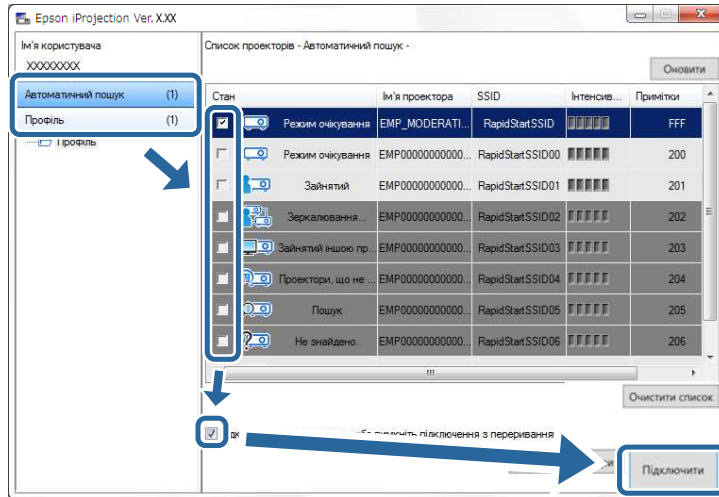 Epson iProjection Ver. X.XX
Ім'я користувача
XXXXXXXX
Автоматичний пошук (1)
Профіль (1)
Профіль
Список проекторів - Автоматичний пошук -
Оновити
Стан Ім'я проектора SSID Інтенсив... Примітки
Режим очікування EMP_MODERATI... RapidStartSSID FFF
Режим очікування EMP00000000000... RapidStartSSID00 200
Зайнятий EMP00000000000... RapidStartSSID01 201
Зеркалювання... EMP00000000000... RapidStartSSID02 202
Зайнятий іншою пр... EMP00000000000... RapidStartSSID03 203
Проектори, що не ... EMP00000000000... RapidStartSSID04 204
Пошук EMP00000000000... RapidStartSSID05 205
Не знайдено. EMP00000000000... RapidStartSSID06 206
Очистити список
підключення з
Підключити